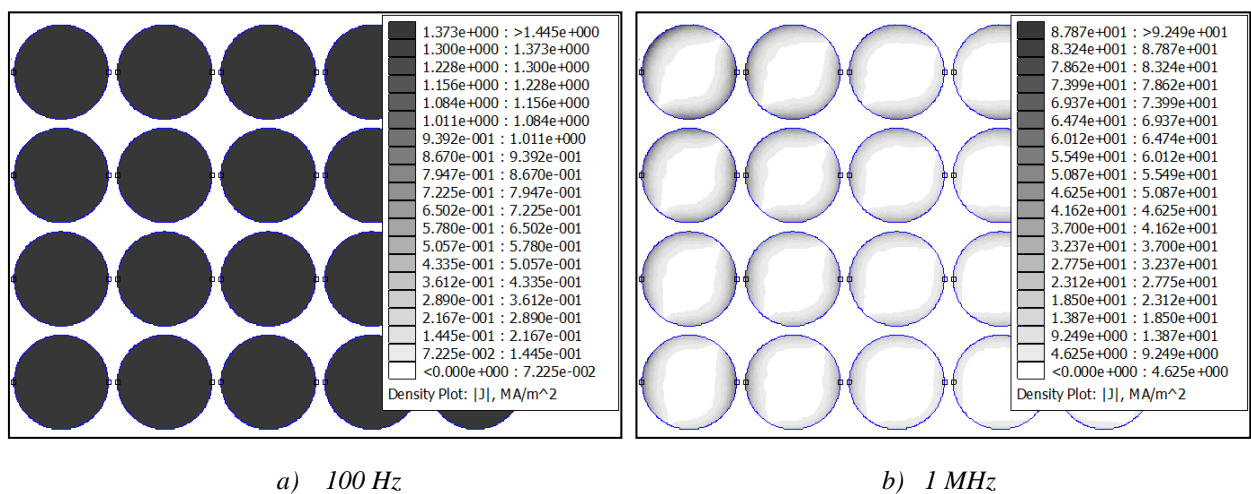 1.373e+000 : >1.445e+000
1.300e+000 : 1.373e+000
1.228e+000 : 1.300e+000
1.156e+000 : 1.228e+000
1.084e+000 : 1.156e+000
1.011e+000 : 1.084e+000
9.392e-001 : 1.011e+000
8.670e-001 : 9.392e-001
7.947e-001 : 8.670e-001
7.225e-001 : 7.947e-001
6.502e-001 : 7.225e-001
5.780e-001 : 6.502e-001
5.057e-001 : 5.780e-001
4.335e-001 : 5.057e-001
3.612e-001 : 4.335e-001
2.890e-001 : 3.612e-001
2.167e-001 : 2.890e-001
1.445e-001 : 2.167e-001
7.225e-002 : 1.445e-001
<0.000e+000 : 7.225e-002
Density Plot: |J|, MA/m^2
8.787e+001 : >9.249e+001
8.324e+001 : 8.787e+001
7.862e+001 : 8.324e+001
7.399e+001 : 7.862e+001
6.937e+001 : 7.399e+001
6.474e+001 : 6.937e+001
6.012e+001 : 6.474e+001
5.549e+001 : 6.012e+001
5.087e+001 : 5.549e+001
4.625e+001 : 5.087e+001
4.162e+001 : 4.625e+001
3.700e+001 : 4.162e+001
3.237e+001 : 3.700e+001
2.775e+001 : 3.237e+001
2.312e+001 : 2.775e+001
1.850e+001 : 2.312e+001
1.387e+001 : 1.850e+001
9.249e+000 : 1.387e+001
4.625e+000 : 9.249e+000
<0.000e+000 : 4.625e+000
Density Plot: |J|, MA/m^2
a) 100 Hz
b) 1 MHz